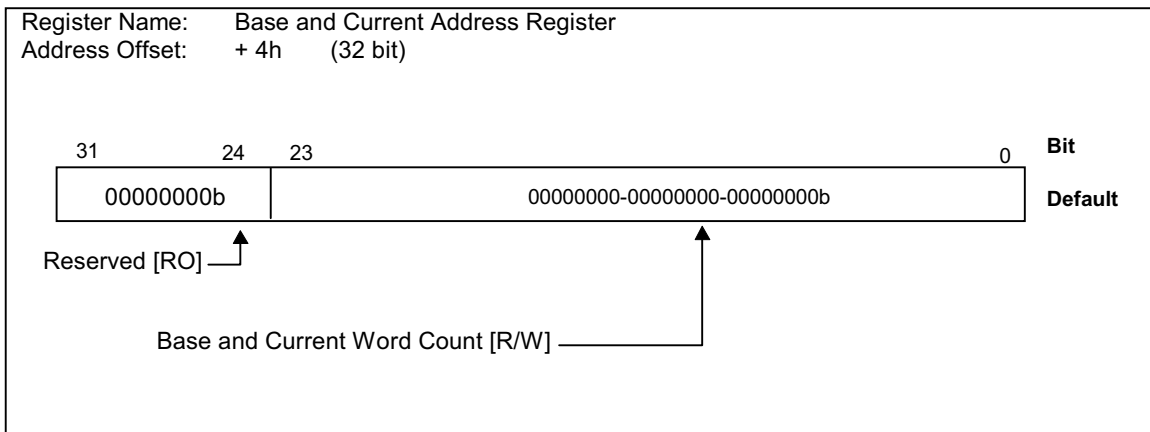 Register Name: Base and Current Address Register
Address Offset: + 4h (32 bit)
31 24 23 0 Bit
00000000b 00000000-00000000-00000000b Default
Reserved [RO]
Base and Current Word Count [R/W]